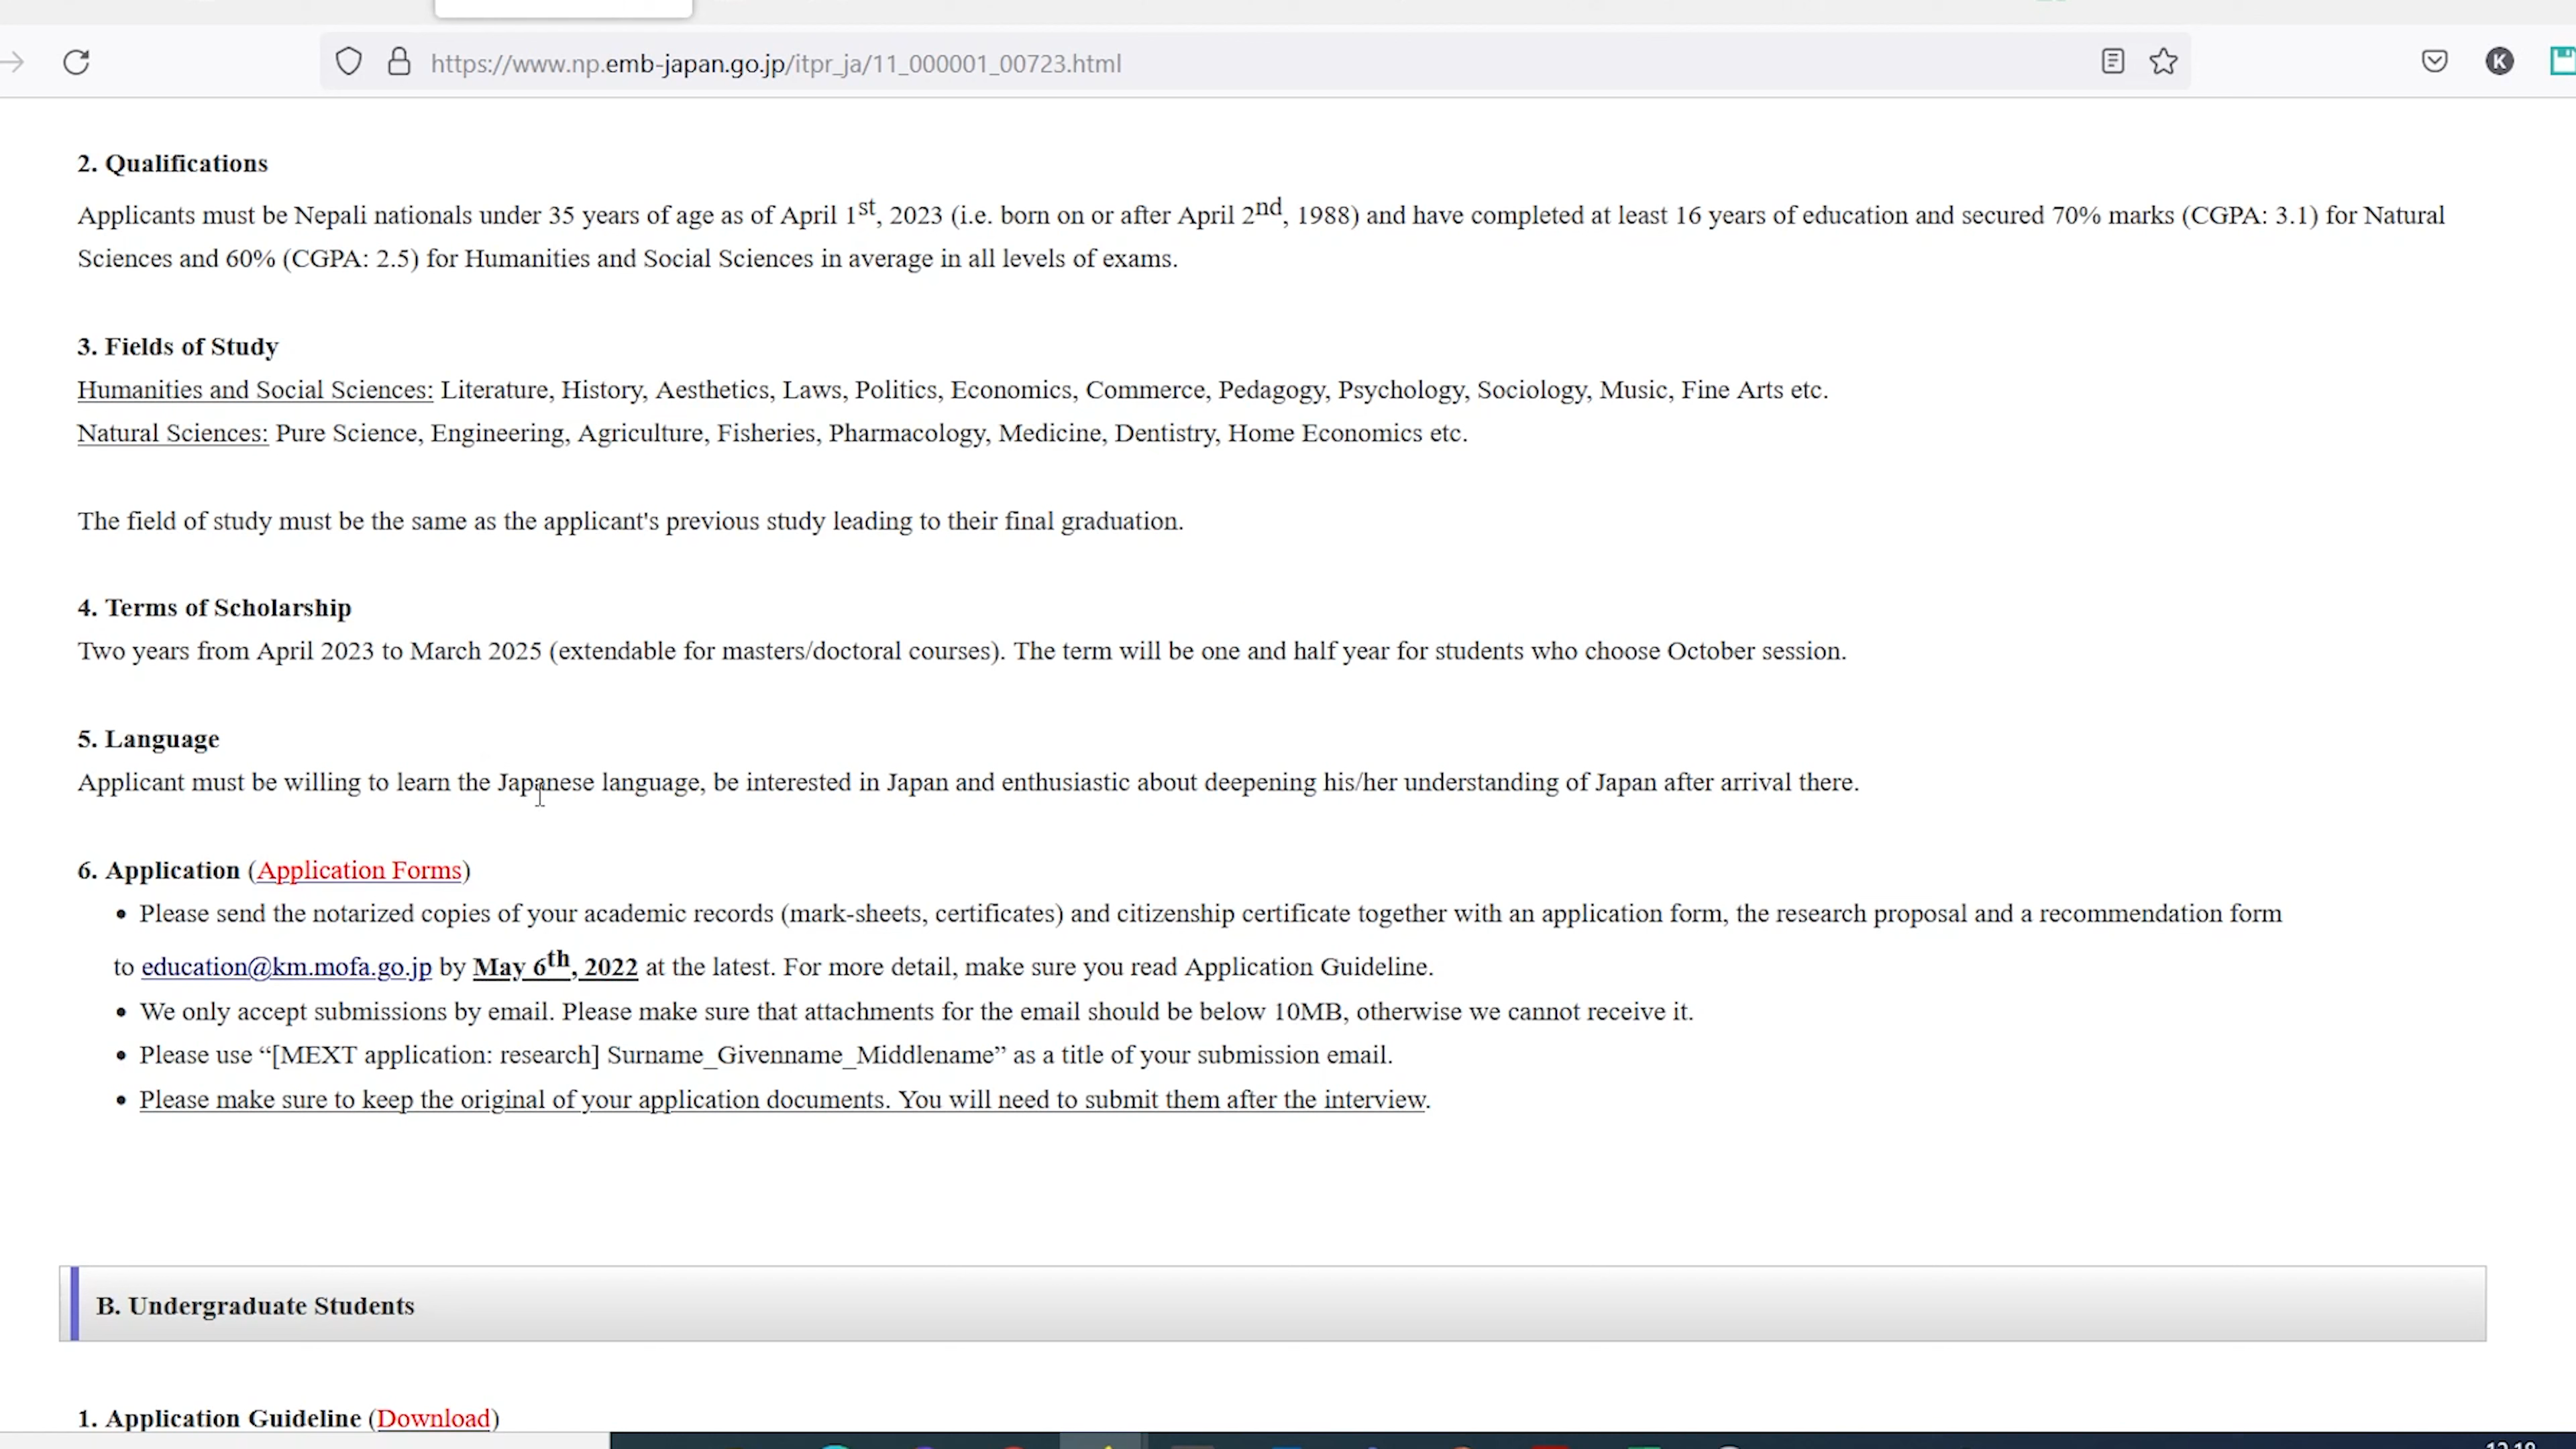 https://www.np.emb-japan.go.jp/itpr_ja/11_000001_00723.html
K
2. Qualifications
Applicants must be Nepali nationals under 35 years of age as of April 1st, 2023 (i.e. born on or after April 2nd, 1988) and have completed at least 16 years of education and secured 70% marks (CGPA: 3.1) for Natural
Sciences and 60% (CGPA: 2.5) for Humanities and Social Sciences in average in all levels of exams.
3. Fields of Study
Humanities and Social Sciences: Literature, History, Aesthetics, Laws, Politics, Economics, Commerce, Pedagogy, Psychology, Sociology, Music, Fine Arts etc.
Natural Sciences: Pure Science, Engineering, Agriculture, Fisheries, Pharmacology, Medicine, Dentistry, Home Economics etc.
The field of study must be the same as the applicant's previous study leading to their final graduation.
4. Terms of Scholarship
Two years from April 2023 to March 2025 (extendable for masters/doctoral courses). The term will be one and half year for students who choose October session.
5. Language
Applicant must be willing to learn the Japanese language, be interested in Japan and enthusiastic about deepening his/her understanding of Japan after arrival there.
6. Application (Application Forms)
• Please send the notarized copies of your academic records (mark-sheets, certificates) and citizenship certificate together with an application form, the research proposal and a recommendation form
to education@km.mofa.go.jp by May 6th, 2022 at the latest. For more detail, make sure you read Application Guideline.
• We only accept submissions by email. Please make sure that attachments for the email should be below 10MB, otherwise we cannot receive it.
• Please use “[MEXT application: research] Surname_Givenname_Middlename” as a title of your submission email.
• Please make sure to keep the original of your application documents. You will need to submit them after the interview.
B. Undergraduate Students
1. Application Guideline (Download)